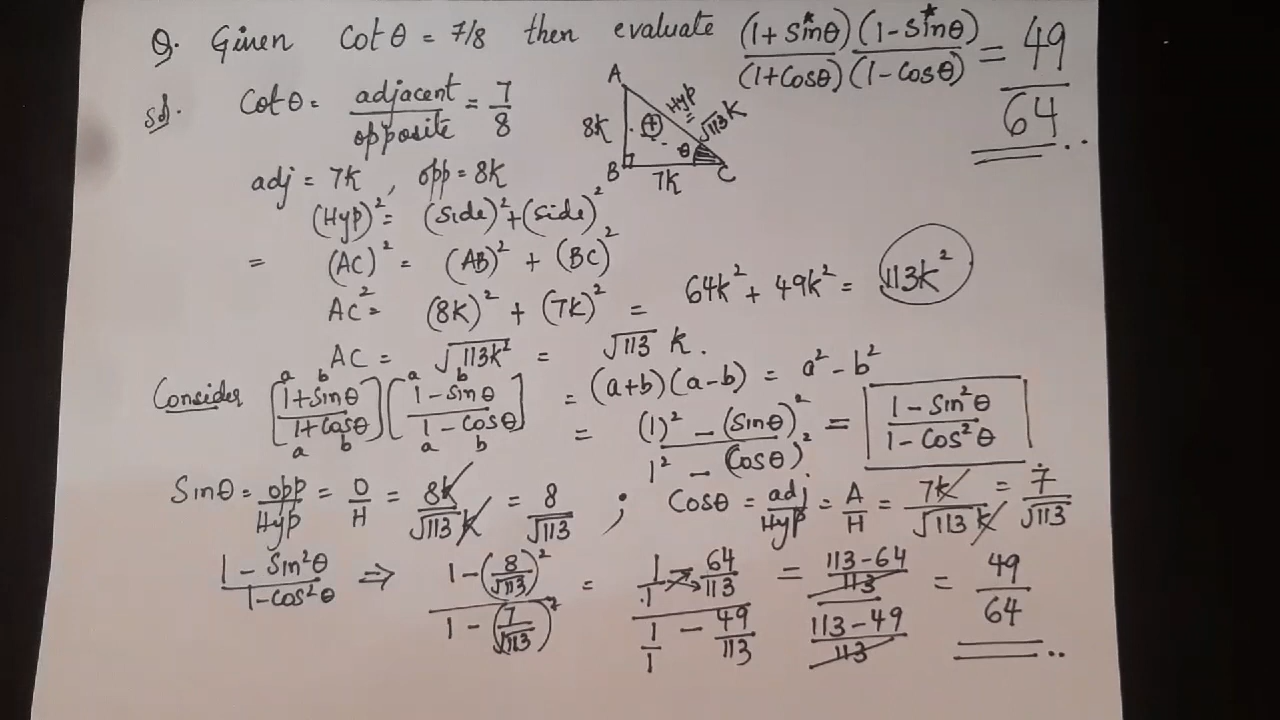 Q. Given Cot θ = 7/8 then evaluate (1 + Sinθ)(1 - Sinθ) / (1+Cosθ)(1 - Cosθ) = 49/64
Sol. Cot θ = adjacent/opposite = 7/8
A
8K Hyp √113 K
θ
B 7K C
adj = 7K, opp = 8K
(Hyp)² = (Side)² + (Side)²
= (AC)² = (AB)² + (BC)²
AC² = (8K)² + (7K)² = 64K² + 49K² = 113K²
AC = √113K² = √113 K.
a b a b
Consider [1+Sinθ / 1+Cosθ] [1 - Sinθ / 1 - Cosθ] = (a+b)(a-b) = a² - b²
a b a b
= (1)² - (Sinθ)² / 1² - (Cosθ)² = 1 - Sin²θ / 1 - Cos²θ
Sinθ = opp/Hyp = O/H = 8K/√113 K = 8/√113 ; Cosθ = adj/Hyp = A/H = 7K/√113 K = 7/√113
1 - Sin²θ / 1 - Cos²θ ⇒ 1 - (8/√113)² / 1 - (7/√113)² = 1/1 - 64/113 / 1/1 - 49/113 = 113 - 64/113 / 113 - 49/113 = 49/64